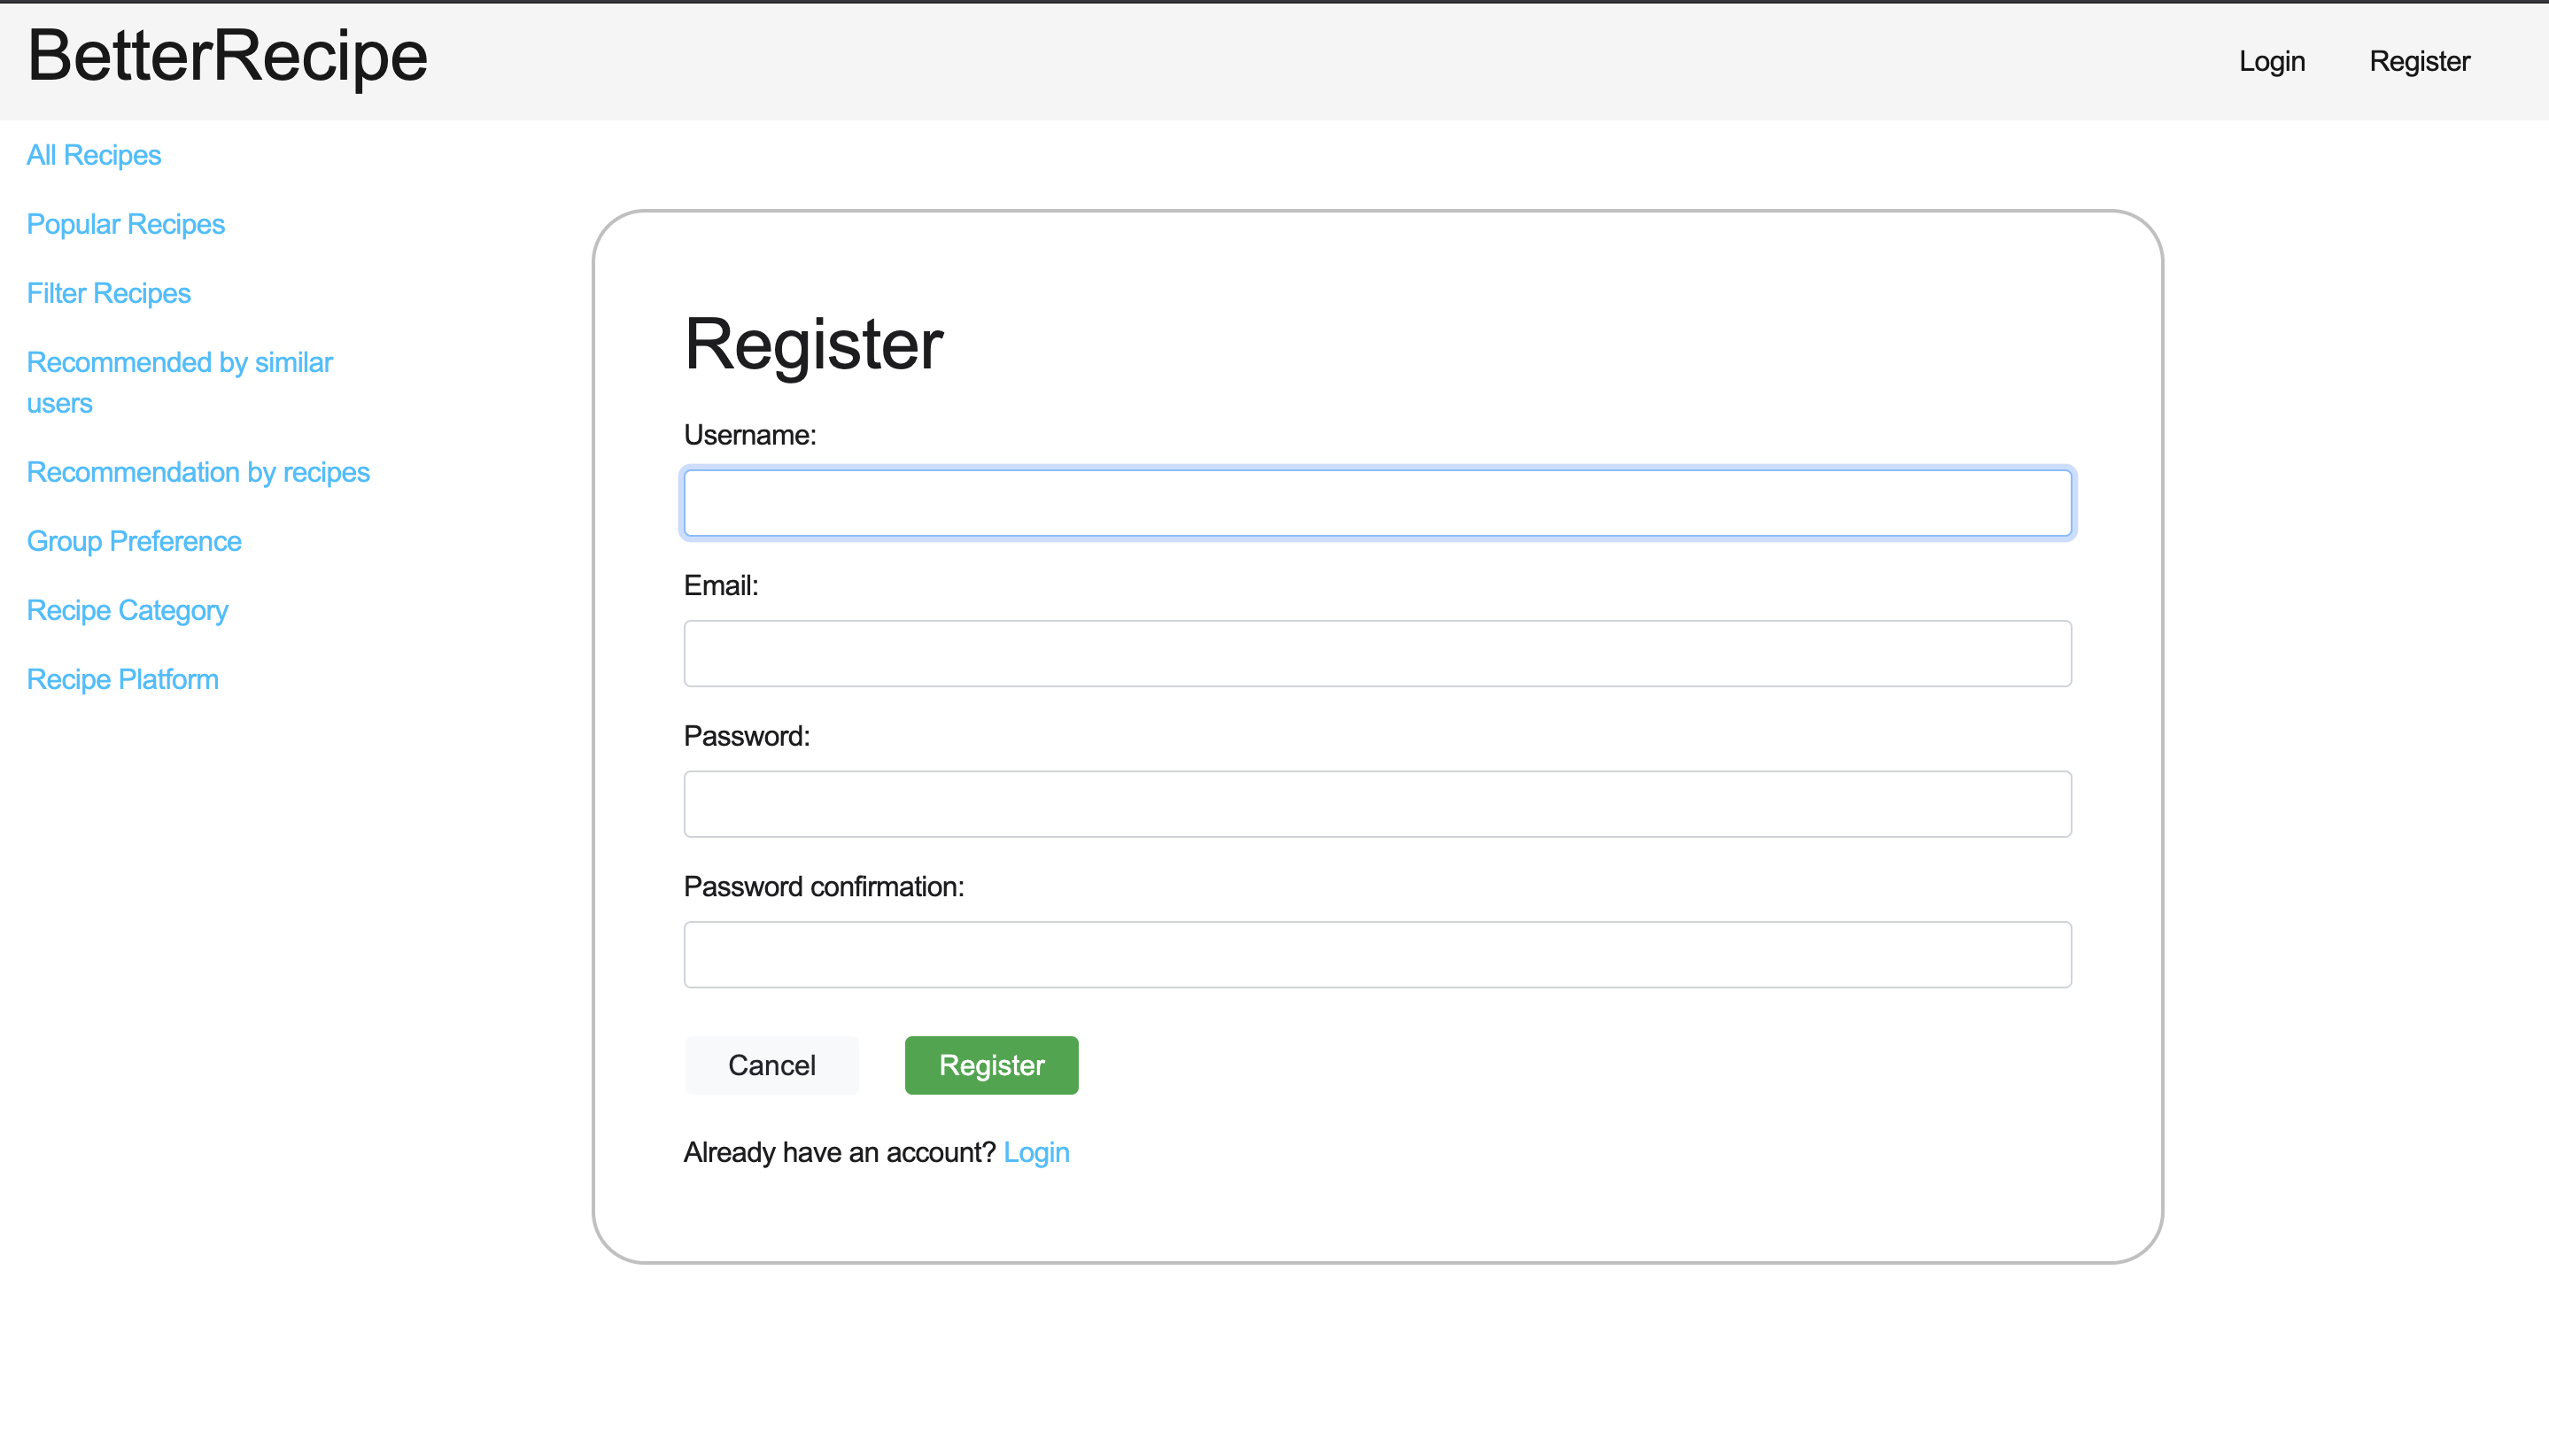 BetterRecipe
Login
Register
All Recipes
Popular Recipes
Filter Recipes
Recommended by similar
users
Recommendation by recipes
Group Preference
Recipe Category
Recipe Platform
Register
Username:
Email:
Password:
Password confirmation:
Cancel
Register
Already have an account? Login